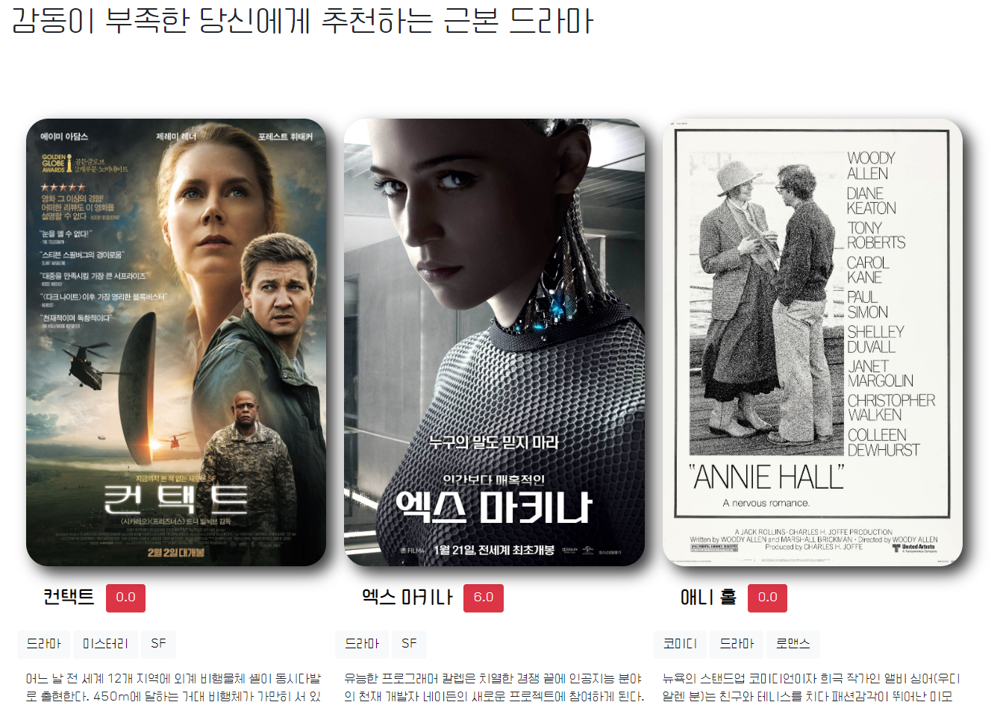 감동이 부족한 당신에게 추천하는 근본 드라마
에이미 아담스 제레미 레너 포레스트 휘태커
GOLDEN
GLOBE
AWARDS
골든글로브
2개부문 노미네이트
★★★★★
영화 그 이상의 경험!
어떠한 리뷰도 이 영화를
설명할 수 없다
"눈을 뗄 수 없다!"
- THE TELEGRAPH -
"스티븐 스필버그의 경이로움"
- SLANT MAGAZINE -
"대중을 만족시킬 가장 큰 서프라이즈"
"<다크 나이트> 이후 가장 영리한 블록버스터"
- NERDIST -
"천재적이며 독창적이다"
- THE HOLLYWOOD REPORTER -
지금까지 본 적 없는 새로운 SF
컨택트
<시카리오><프리즈너스> 드니 빌뇌브 감독
2월 2일 대개봉
누구의 말도 믿지 마라
인간보다 매혹적인
엑스 마키나
FILM4 1월 21일, 전세계 최초개봉 DOLBY
WOODY
ALLEN
DIANE
KEATON
TONY
ROBERTS
CAROL
KANE
PAUL
SIMON
SHELLEY
DUVALL
JANET
MARGOLIN
CHRISTOPHER
WALKEN
COLLEEN
DEWHURST
"ANNIE HALL"
A nervous romance.
A JACK ROLLINS-CHARLES H. JOFFE PRODUCTION
Written by WOODY ALLEN and MARSHALL BRICKMAN · Directed by WOODY ALLEN
Produced by CHARLES H. JOFFE
United Artists
A Transamerica Company
컨택트 0.0
엑스 마키나 6.0
애니 홀 0.0
드라마 미스터리 SF
드라마 SF
코미디 드라마 로맨스
어느 날 전 세계 12개 지역에 외계 비행물체 셸이 동시다발
로 출현한다. 450m에 달하는 거대 비행체가 가만히 서 있
유능한 프로그래머 칼렙은 치열한 경쟁 끝에 인공지능 분야
의 천재 개발자 네이든의 새로운 프로젝트에 참여하게 된다.
뉴욕의 스탠드업 코미디언이자 희극 작가인 앨비 싱어(우디
알렌 분)는 친구와 테니스를 치다 패션감각이 뛰어난 미모